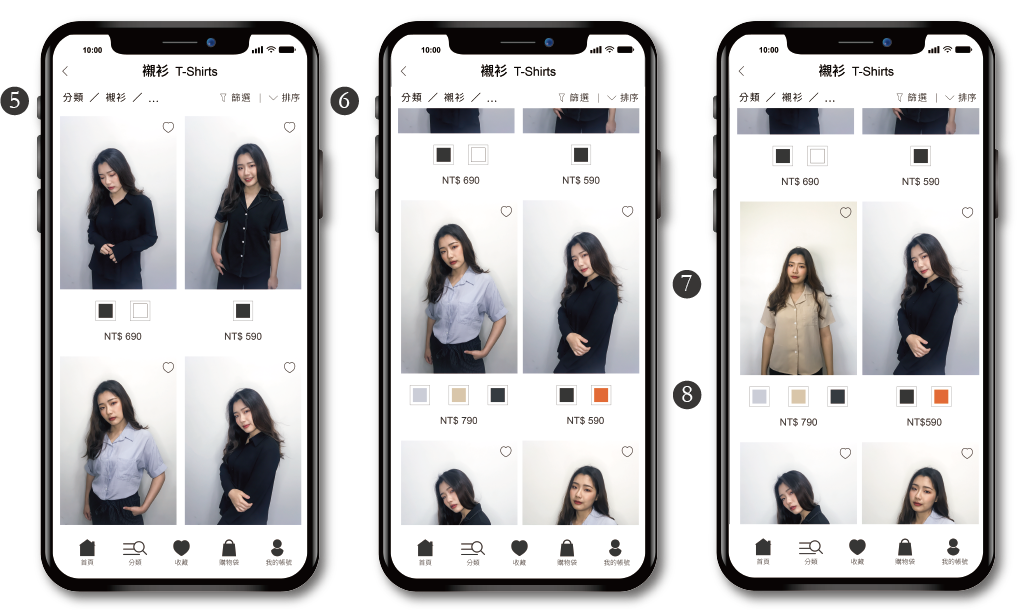 5
10:00
襯衫 T-Shirts
分類 ／ 襯衫 ／ ...
篩選 | 排序
NT$ 690
NT$ 590
首頁
分類
收藏
購物袋
我的帳號
6
10:00
襯衫 T-Shirts
分類 ／ 襯衫 ／ ...
篩選 | 排序
NT$ 690
NT$ 590
NT$ 790
NT$ 590
首頁
分類
收藏
購物袋
我的帳號
7
8
10:00
襯衫 T-Shirts
分類 ／ 襯衫 ／ ...
篩選 | 排序
NT$ 690
NT$ 590
NT$ 790
NT$590
首頁
分類
收藏
購物袋
我的帳號